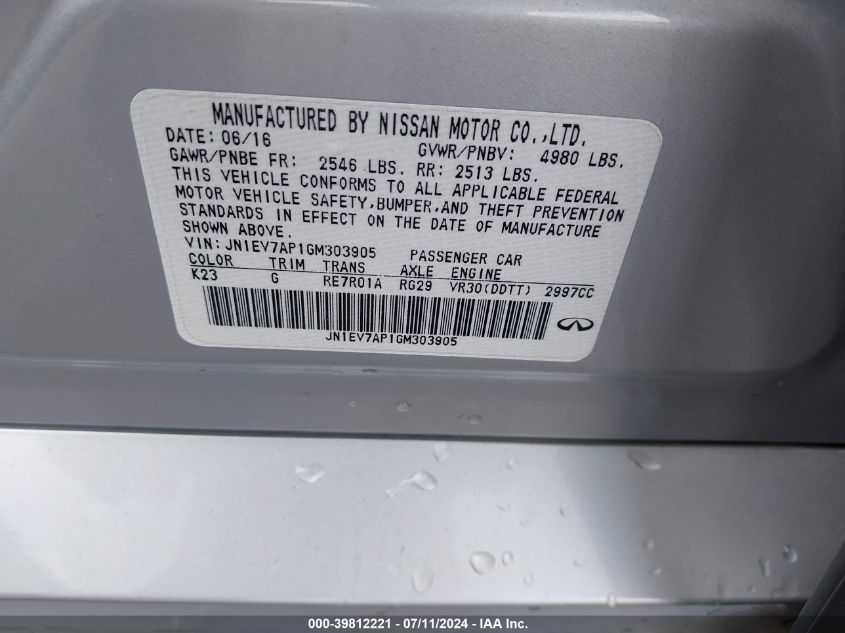 MANUFACTURED BY NISSAN MOTOR CO.,LTD.
DATE: 06/16 GVWR/PNBV: 4980 LBS.
GAWR/PNBE FR: 2546 LBS. RR: 2513 LBS.
THIS VEHICLE CONFORMS TO ALL APPLICABLE FEDERAL
MOTOR VEHICLE SAFETY,BUMPER,AND THEFT PREVENTION
STANDARDS IN EFFECT ON THE DATE OF MANUFACTURE
SHOWN ABOVE.
VIN: JN1EV7AP1GM303905 PASSENGER CAR
COLOR TRIM TRANS AXLE ENGINE
K23 G RE7R01A RG29 VR30(DDTT) 2997CC
JN1EV7AP1GM303905
INFINITI
000-39812221 - 07/11/2024 - IAA Inc.